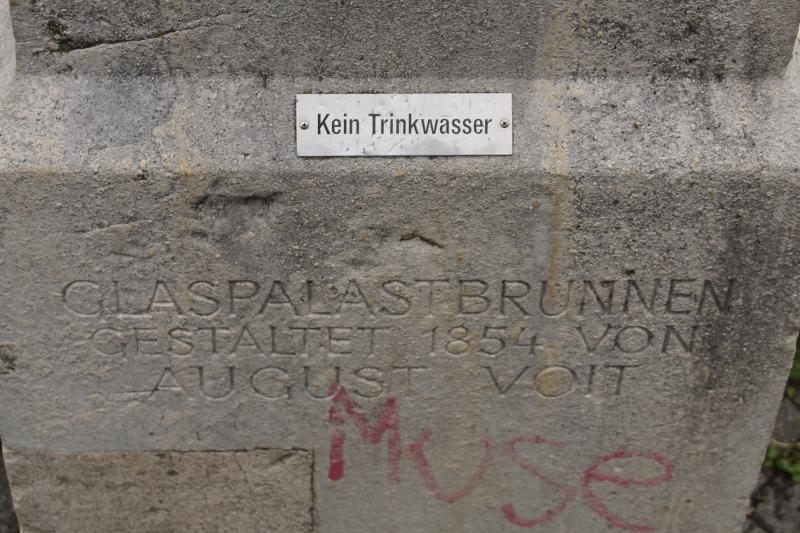 Kein Trinkwasser
GLASPALASTBRUNNEN
GESTALTET 1854 VON
AUGUST VOIT
Muse